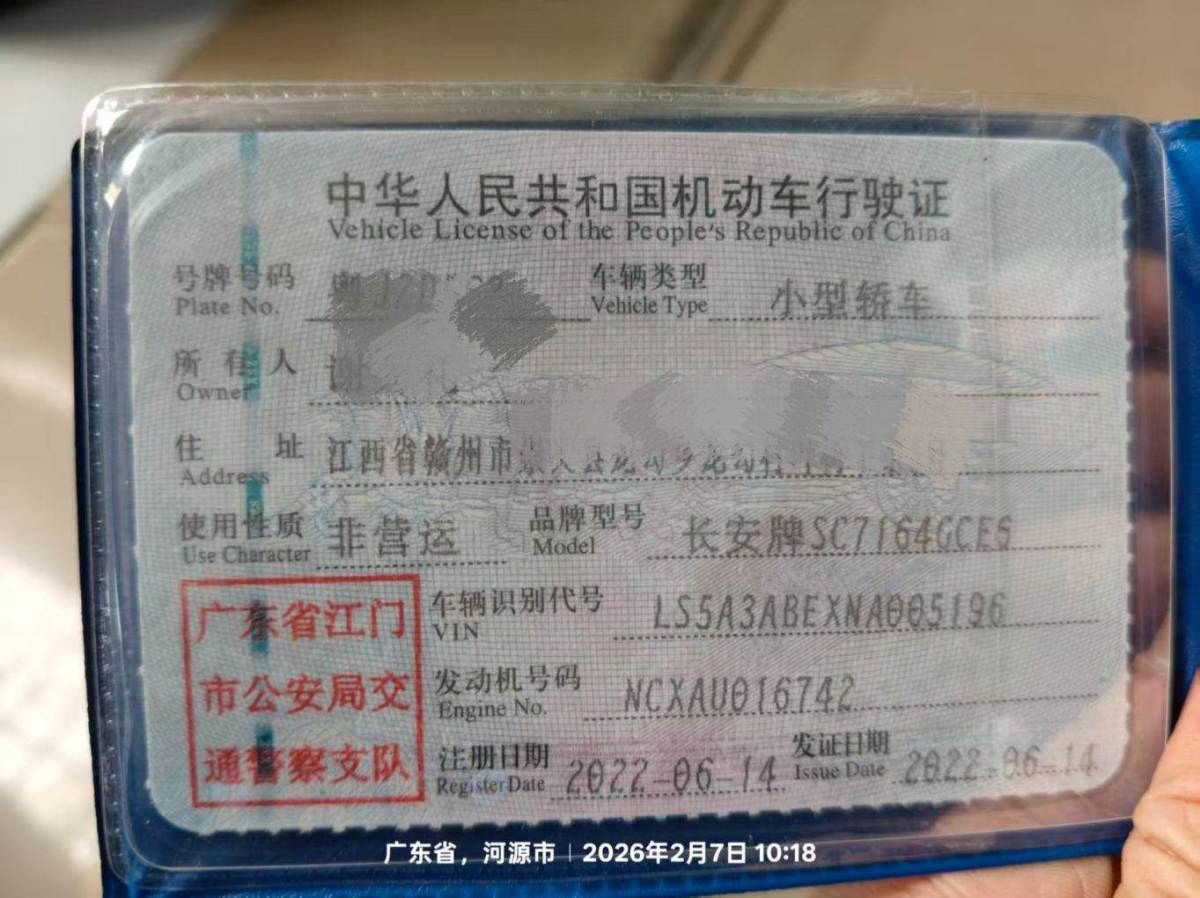 中华人民共和国机动车行驶证
Vehicle License of the People's Republic of China
号牌号码 车辆类型 小型轿车
Plate No. Vehicle Type
所有人
Owner
住址 江西省赣州市
Address
使用性质 非营运 品牌型号 长安牌SC7164GCE6
Use Character Model
广东省江门
市公安局交
通警察支队
车辆识别代号 LS5A3ABEXNA005196
VIN
发动机号码 NCXAU016742
Engine No.
注册日期 2022-06-14 发证日期 2022-06-14
Register Date Issue Date
广东省，河源市 | 2026年2月7日 10:18